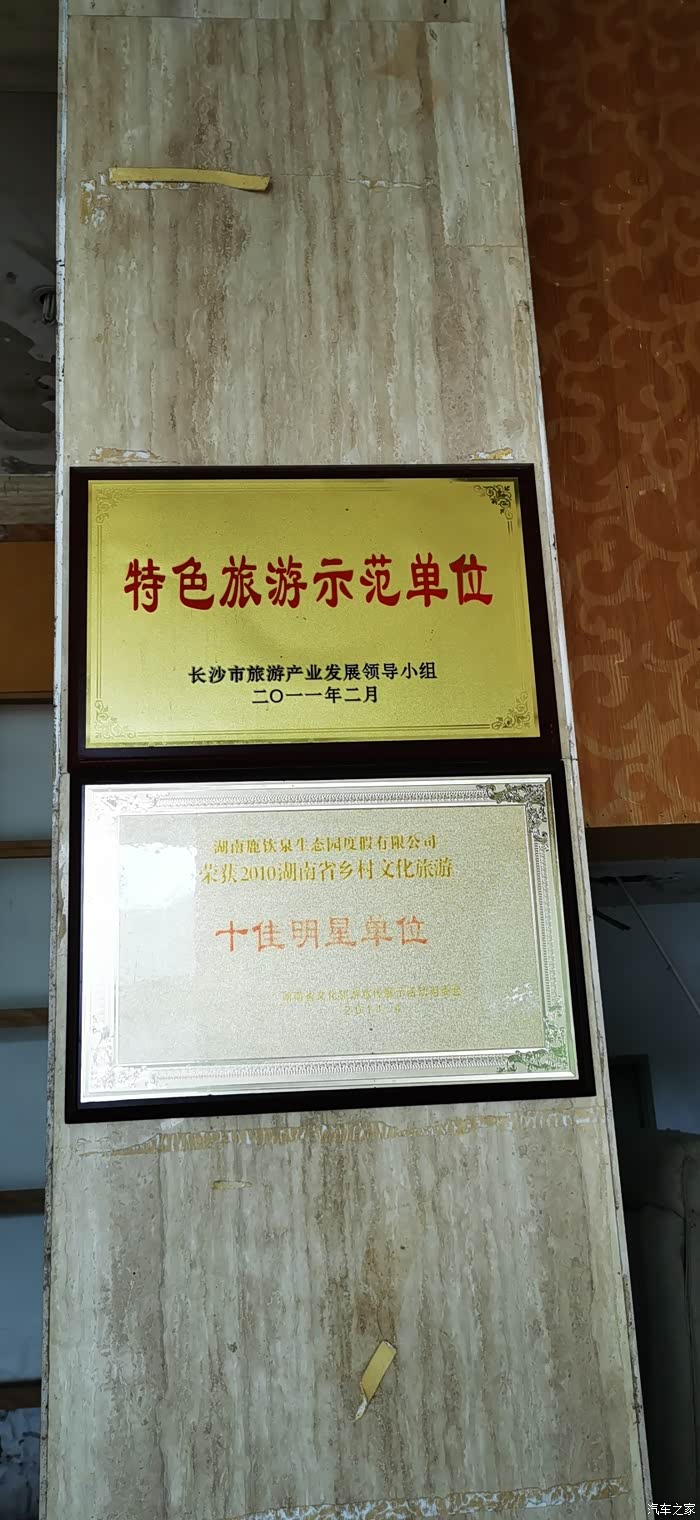 特色旅游示范单位
长沙市旅游产业发展领导小组
二〇一一年二月
湖南鹿饮泉生态园度假有限公司
荣获2010湖南省乡村文化旅游
十佳明星单位
汽车之家